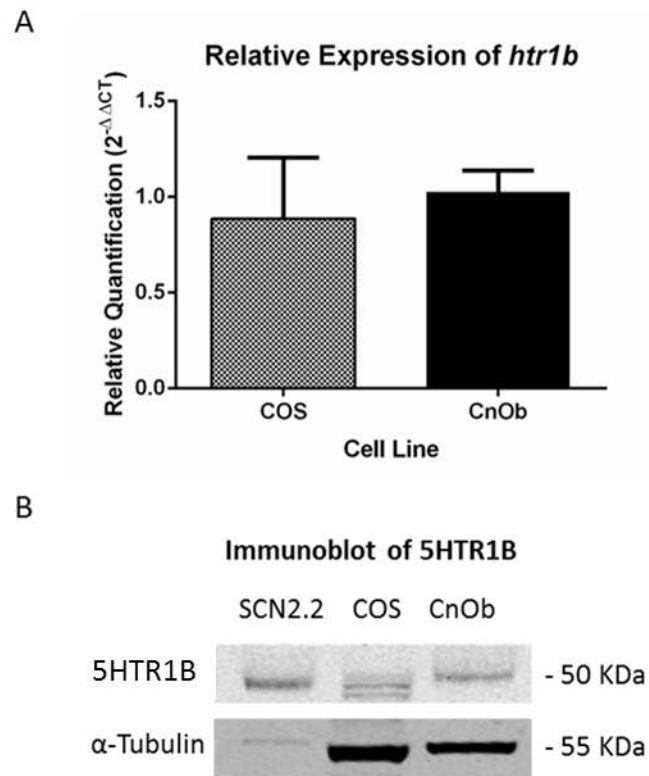 A
Relative Expression of htr1b
Relative Quantification (2-ΔΔCT)
1.5
1.0
0.5
0.0
COS CnOb
Cell Line
B
Immunoblot of 5HTR1B
SCN2.2 COS CnOb
5HTR1B - 50 KDa
α-Tubulin - 55 KDa